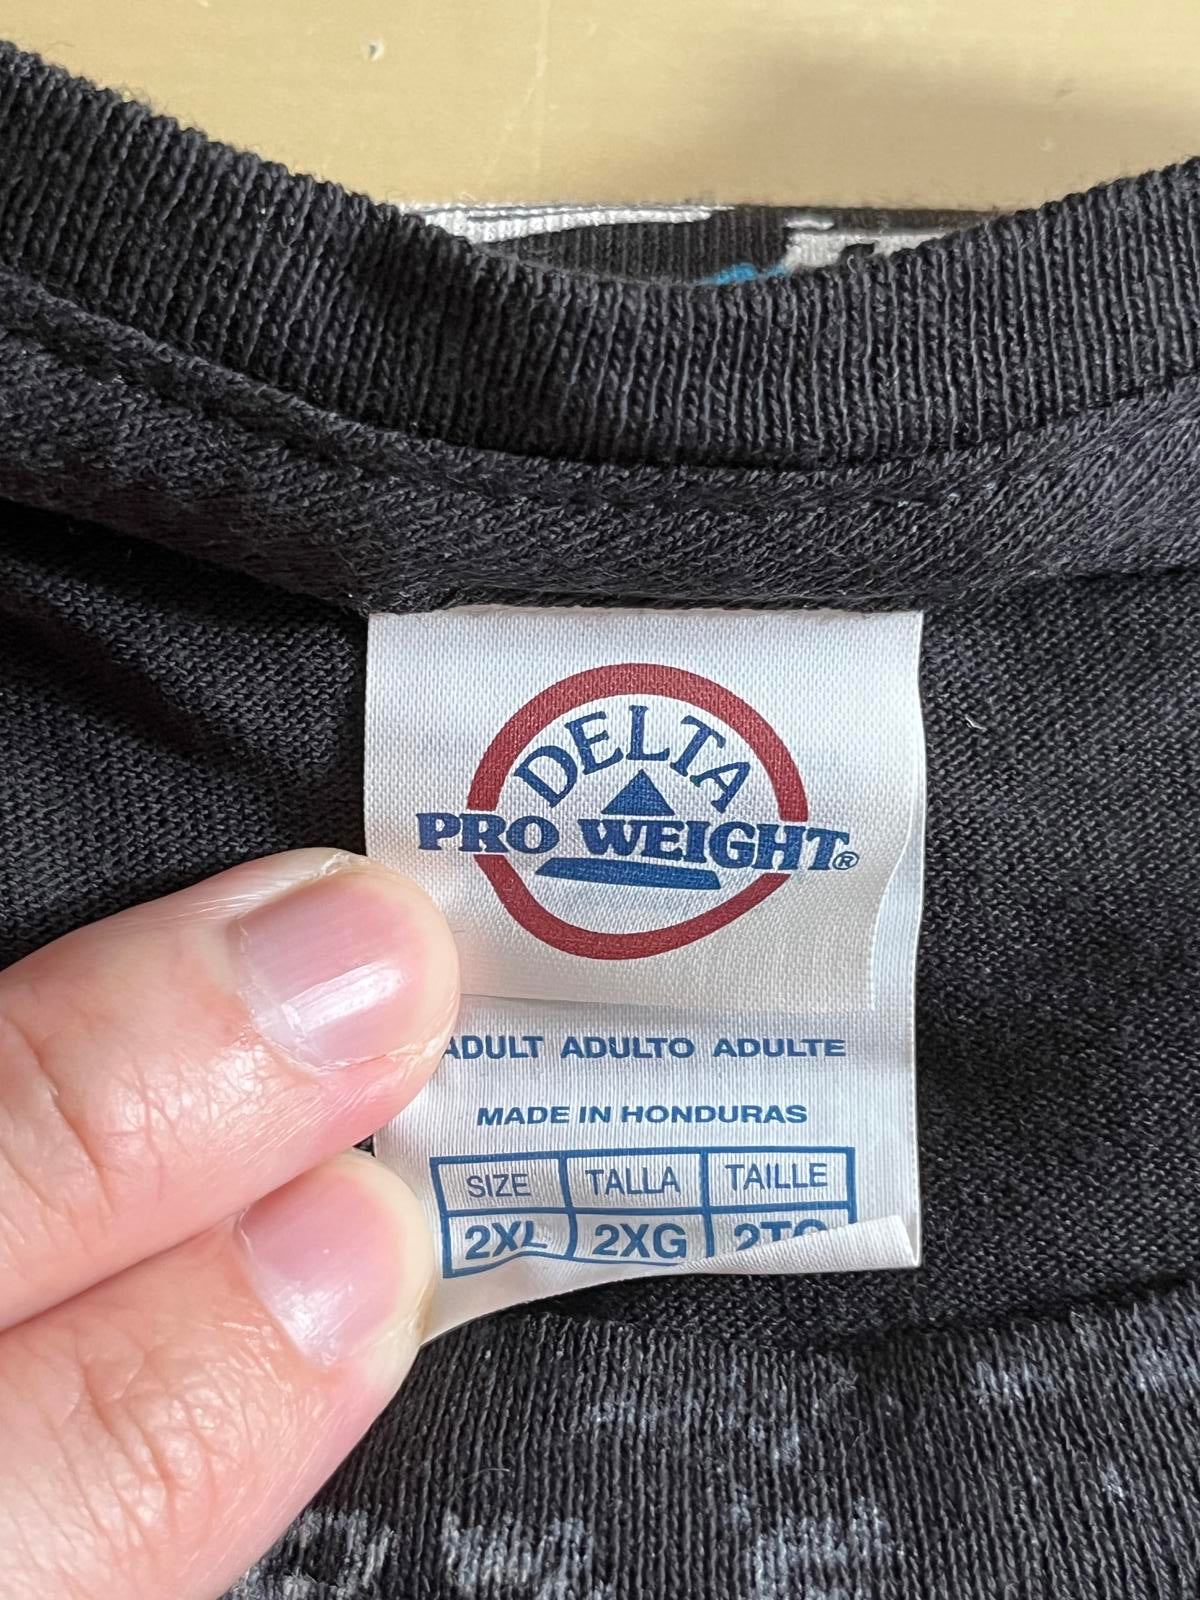 DELTA
PRO WEIGHT®
ADULT ADULTO ADULTE
MADE IN HONDURAS
SIZE TALLA TAILLE
2XL 2XG